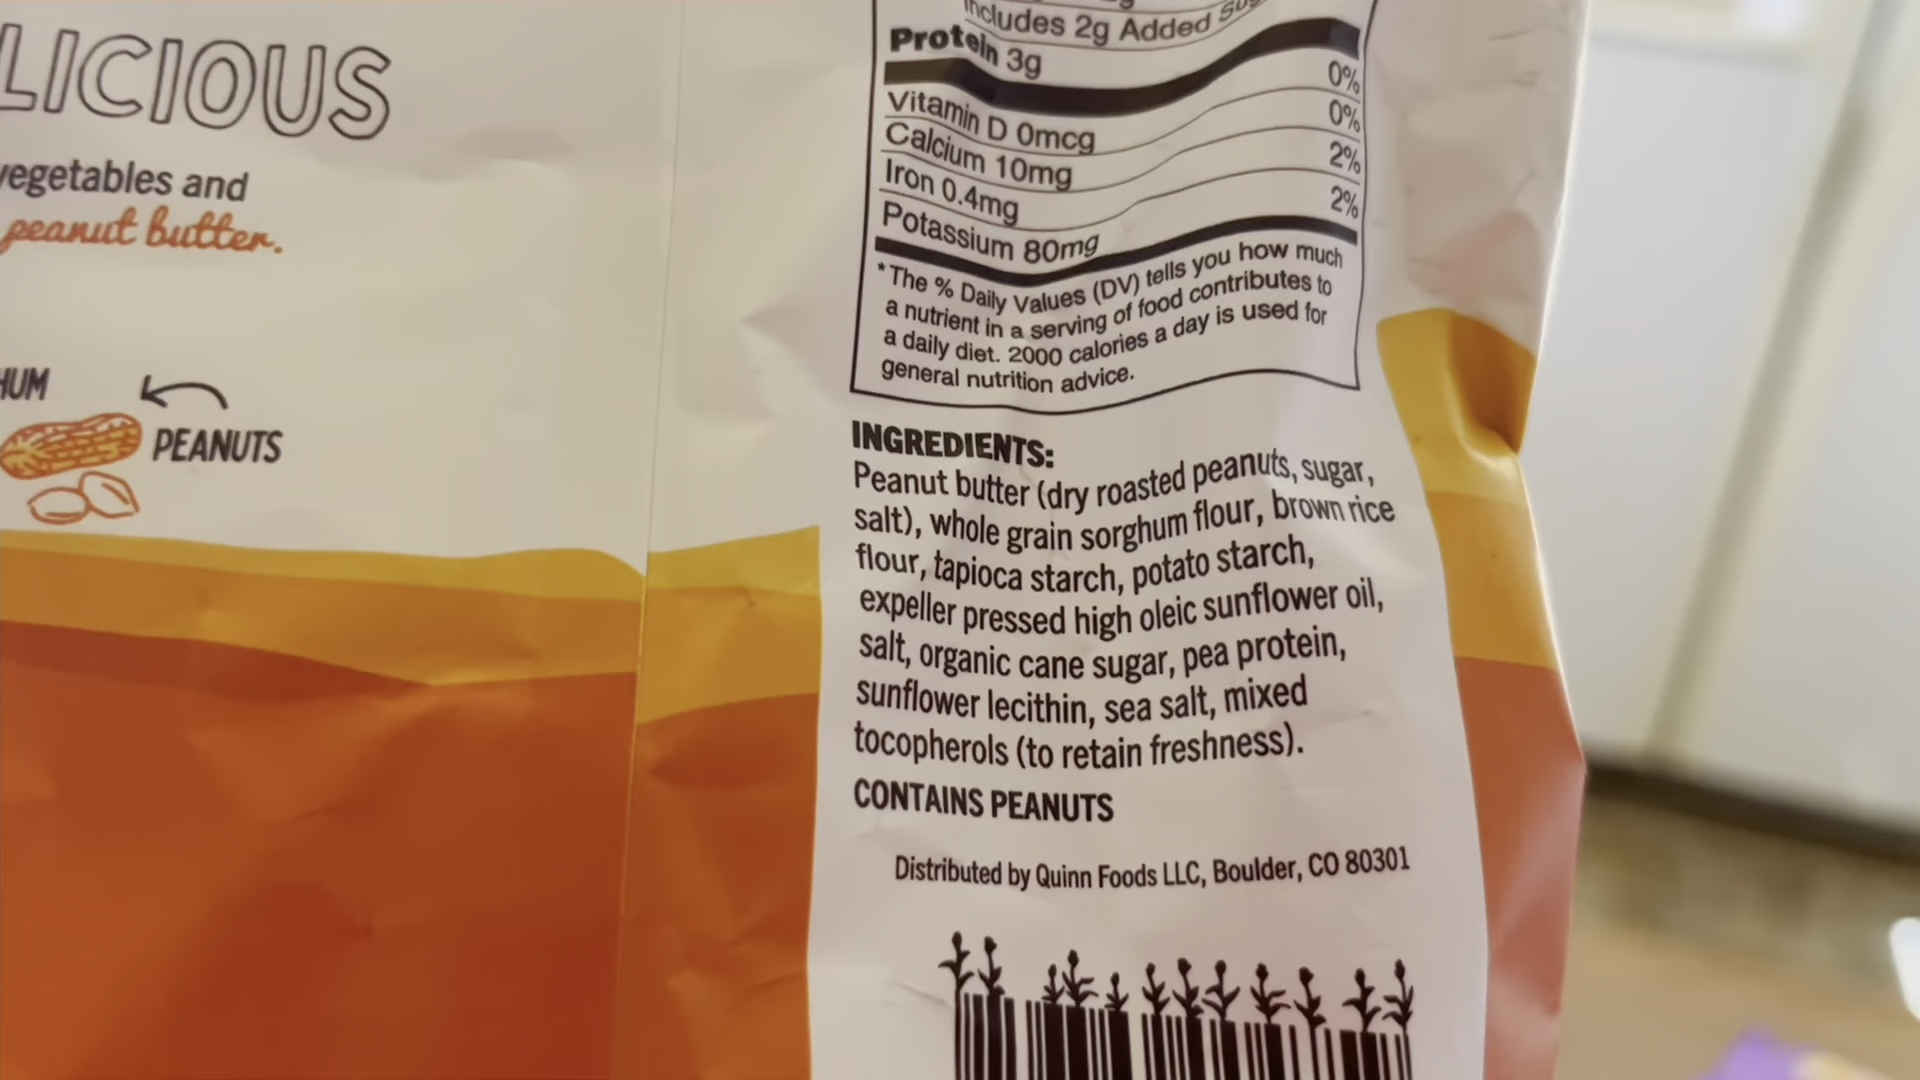 LICIOUS
vegetables and
peanut butter.
HUM
PEANUTS
Includes 2g Added
Protein 3g
0%
Vitamin D 0mcg
0%
Calcium 10mg
2%
Iron 0.4mg
2%
Potassium 80mg
*The % Daily Values (DV) tells you how much
a nutrient in a serving of food contributes to
a daily diet. 2000 calories a day is used for
general nutrition advice.
INGREDIENTS:
Peanut butter (dry roasted peanuts, sugar,
salt), whole grain sorghum flour, brown rice
flour, tapioca starch, potato starch,
expeller pressed high oleic sunflower oil,
salt, organic cane sugar, pea protein,
sunflower lecithin, sea salt, mixed
tocopherols (to retain freshness).
CONTAINS PEANUTS
Distributed by Quinn Foods LLC, Boulder, CO 80301